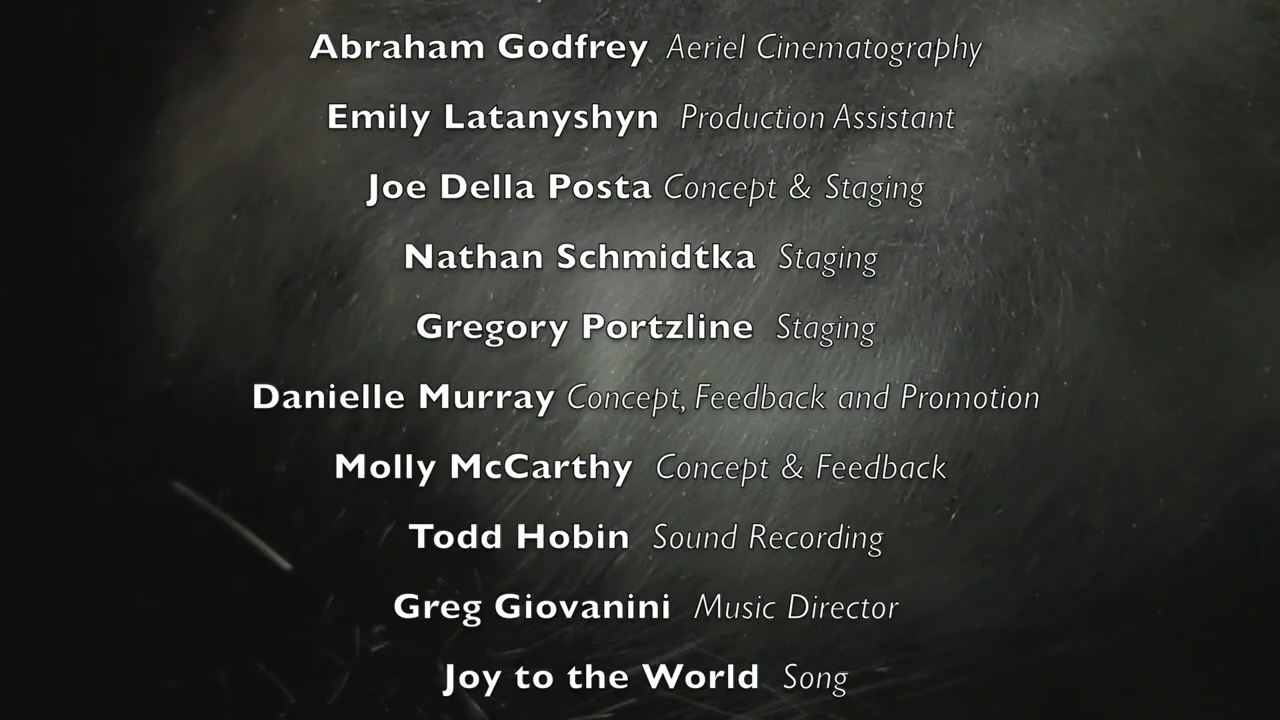 Abraham Godfrey Aeriel Cinematography
Emily Latanyshyn Production Assistant
Joe Della Posta Concept & Staging
Nathan Schmidtka Staging
Gregory Portzline Staging
Danielle Murray Concept, Feedback and Promotion
Molly McCarthy Concept & Feedback
Todd Hobin Sound Recording
Greg Giovanini Music Director
Joy to the World Song